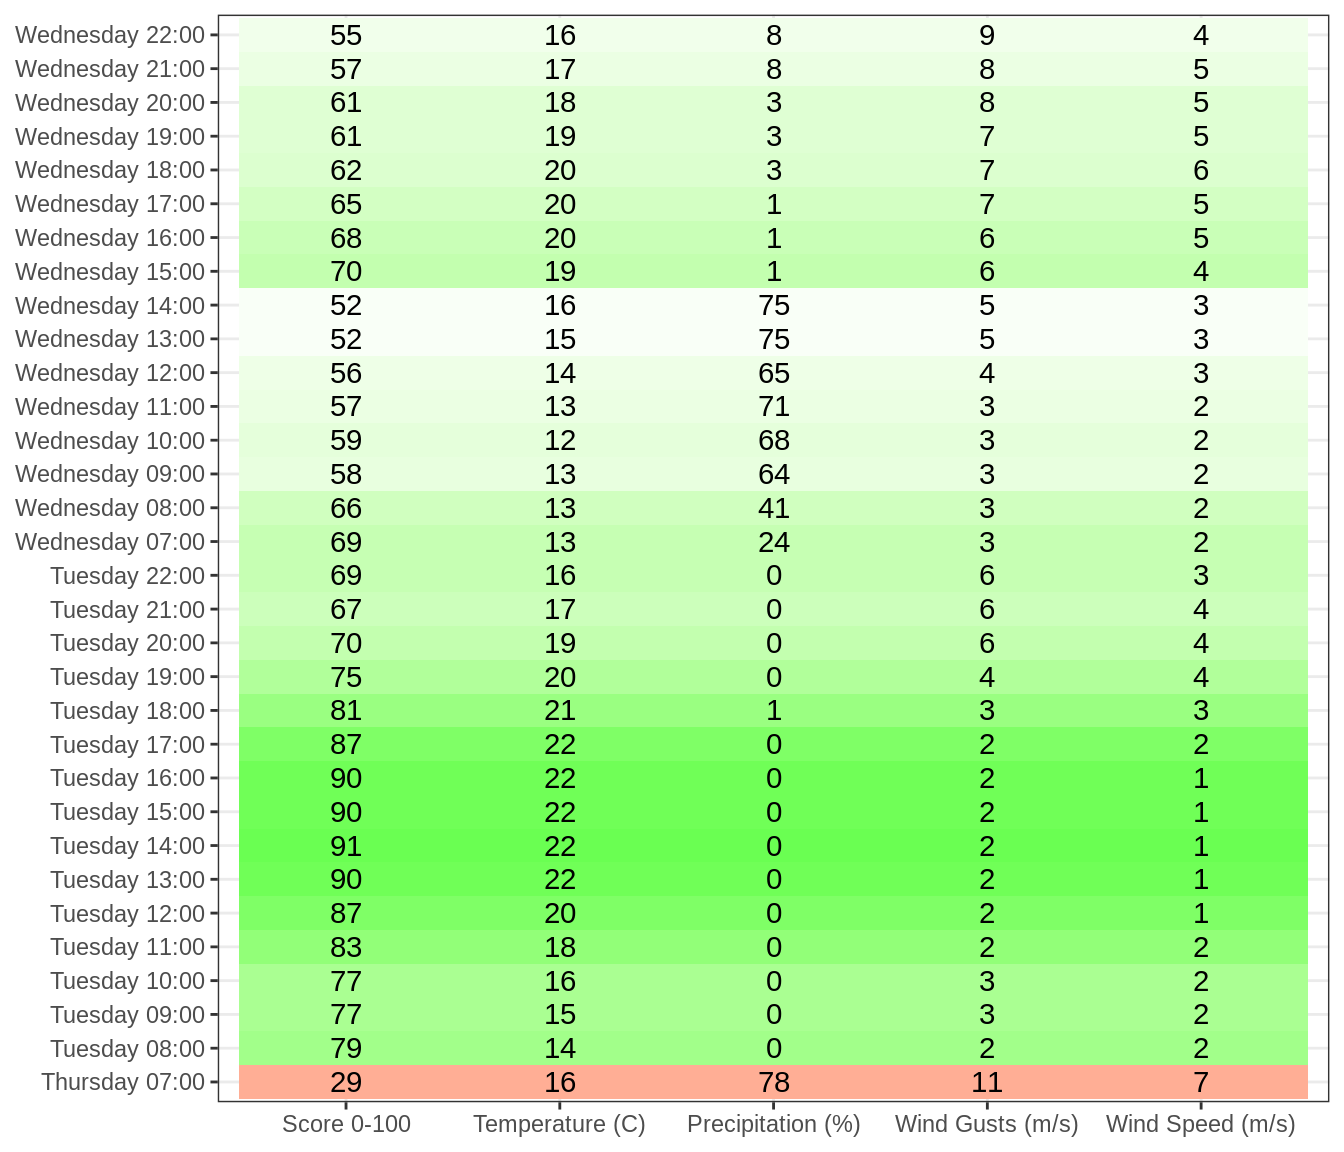 Wednesday 22:00 55 16 8 9 4
Wednesday 21:00 57 17 8 8 5
Wednesday 20:00 61 18 3 8 5
Wednesday 19:00 61 19 3 7 5
Wednesday 18:00 62 20 3 7 6
Wednesday 17:00 65 20 1 7 5
Wednesday 16:00 68 20 1 6 5
Wednesday 15:00 70 19 1 6 4
Wednesday 14:00 52 16 75 5 3
Wednesday 13:00 52 15 75 5 3
Wednesday 12:00 56 14 65 4 3
Wednesday 11:00 57 13 71 3 2
Wednesday 10:00 59 12 68 3 2
Wednesday 09:00 58 13 64 3 2
Wednesday 08:00 66 13 41 3 2
Wednesday 07:00 69 13 24 3 2
Tuesday 22:00 69 16 0 6 3
Tuesday 21:00 67 17 0 6 4
Tuesday 20:00 70 19 0 6 4
Tuesday 19:00 75 20 0 4 4
Tuesday 18:00 81 21 1 3 3
Tuesday 17:00 87 22 0 2 2
Tuesday 16:00 90 22 0 2 1
Tuesday 15:00 90 22 0 2 1
Tuesday 14:00 91 22 0 2 1
Tuesday 13:00 90 22 0 2 1
Tuesday 12:00 87 20 0 2 1
Tuesday 11:00 83 18 0 2 2
Tuesday 10:00 77 16 0 3 2
Tuesday 09:00 77 15 0 3 2
Tuesday 08:00 79 14 0 2 2
Thursday 07:00 29 16 78 11 7
Score 0-100 Temperature (C) Precipitation (%) Wind Gusts (m/s) Wind Speed (m/s)